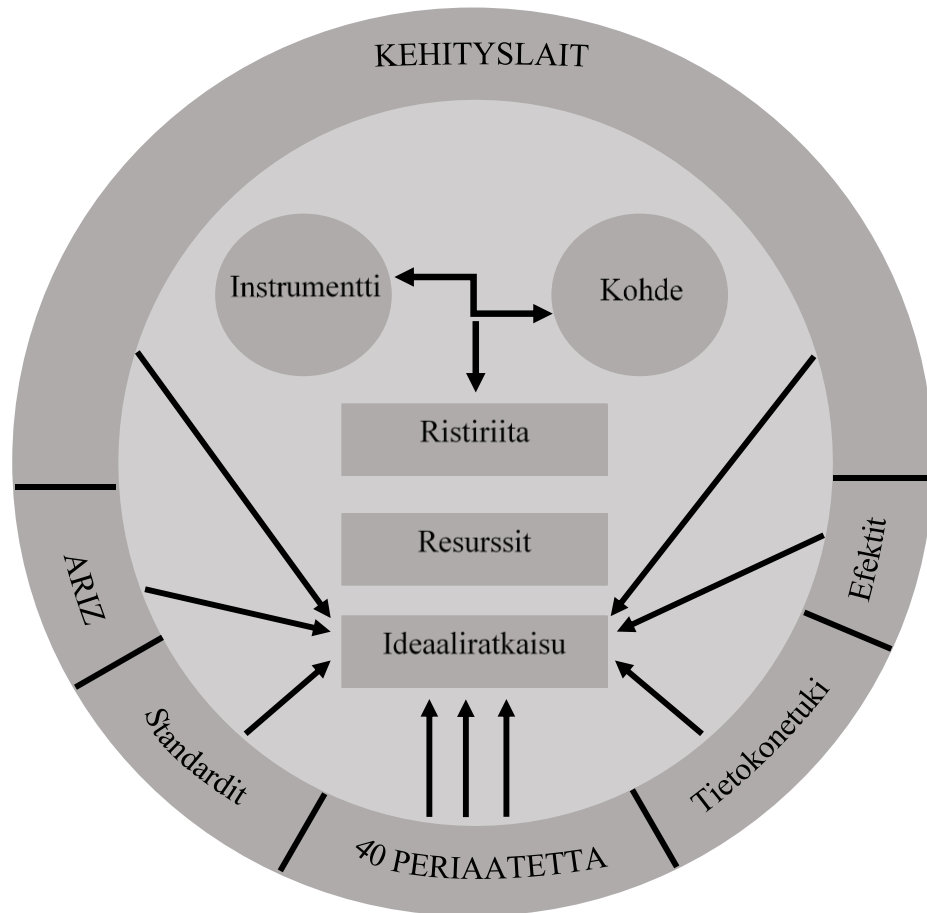 KEHITYSLAIT
Instrumentti
Kohde
Ristiriita
Resurssit
Ideaaliratkaisu
ARIZ
Standardit
40 PERIAATETTA
Tietokonetuki
Efektit